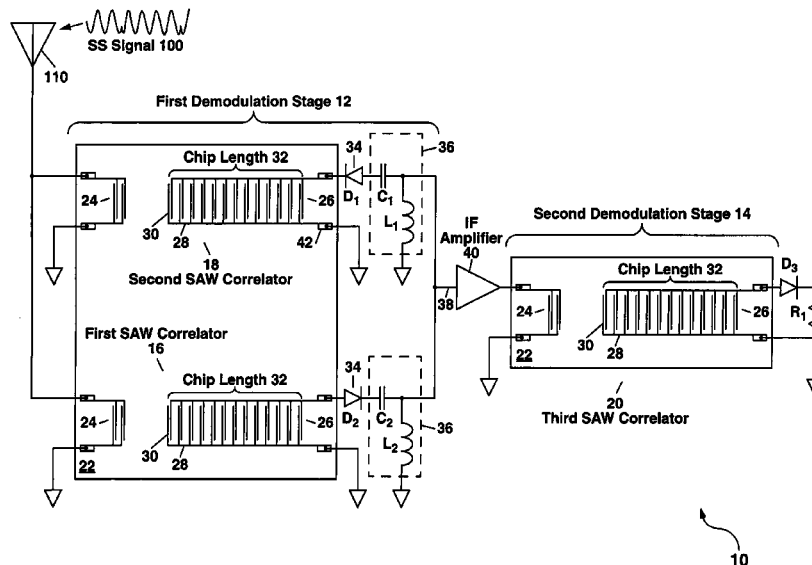 SS Signal 100
110
First Demodulation Stage 12
34
36
Chip Length 32
24
D1
C1
26
L1
30
28
42
18
Second SAW Correlator
IF
Amplifier
40
38
Second Demodulation Stage 14
Chip Length 32
D3
24
26
R1
22
30
28
20
Third SAW Correlator
First SAW Correlator
16
Chip Length 32
34
24
D2
C2
26
36
L2
22
30
28
10